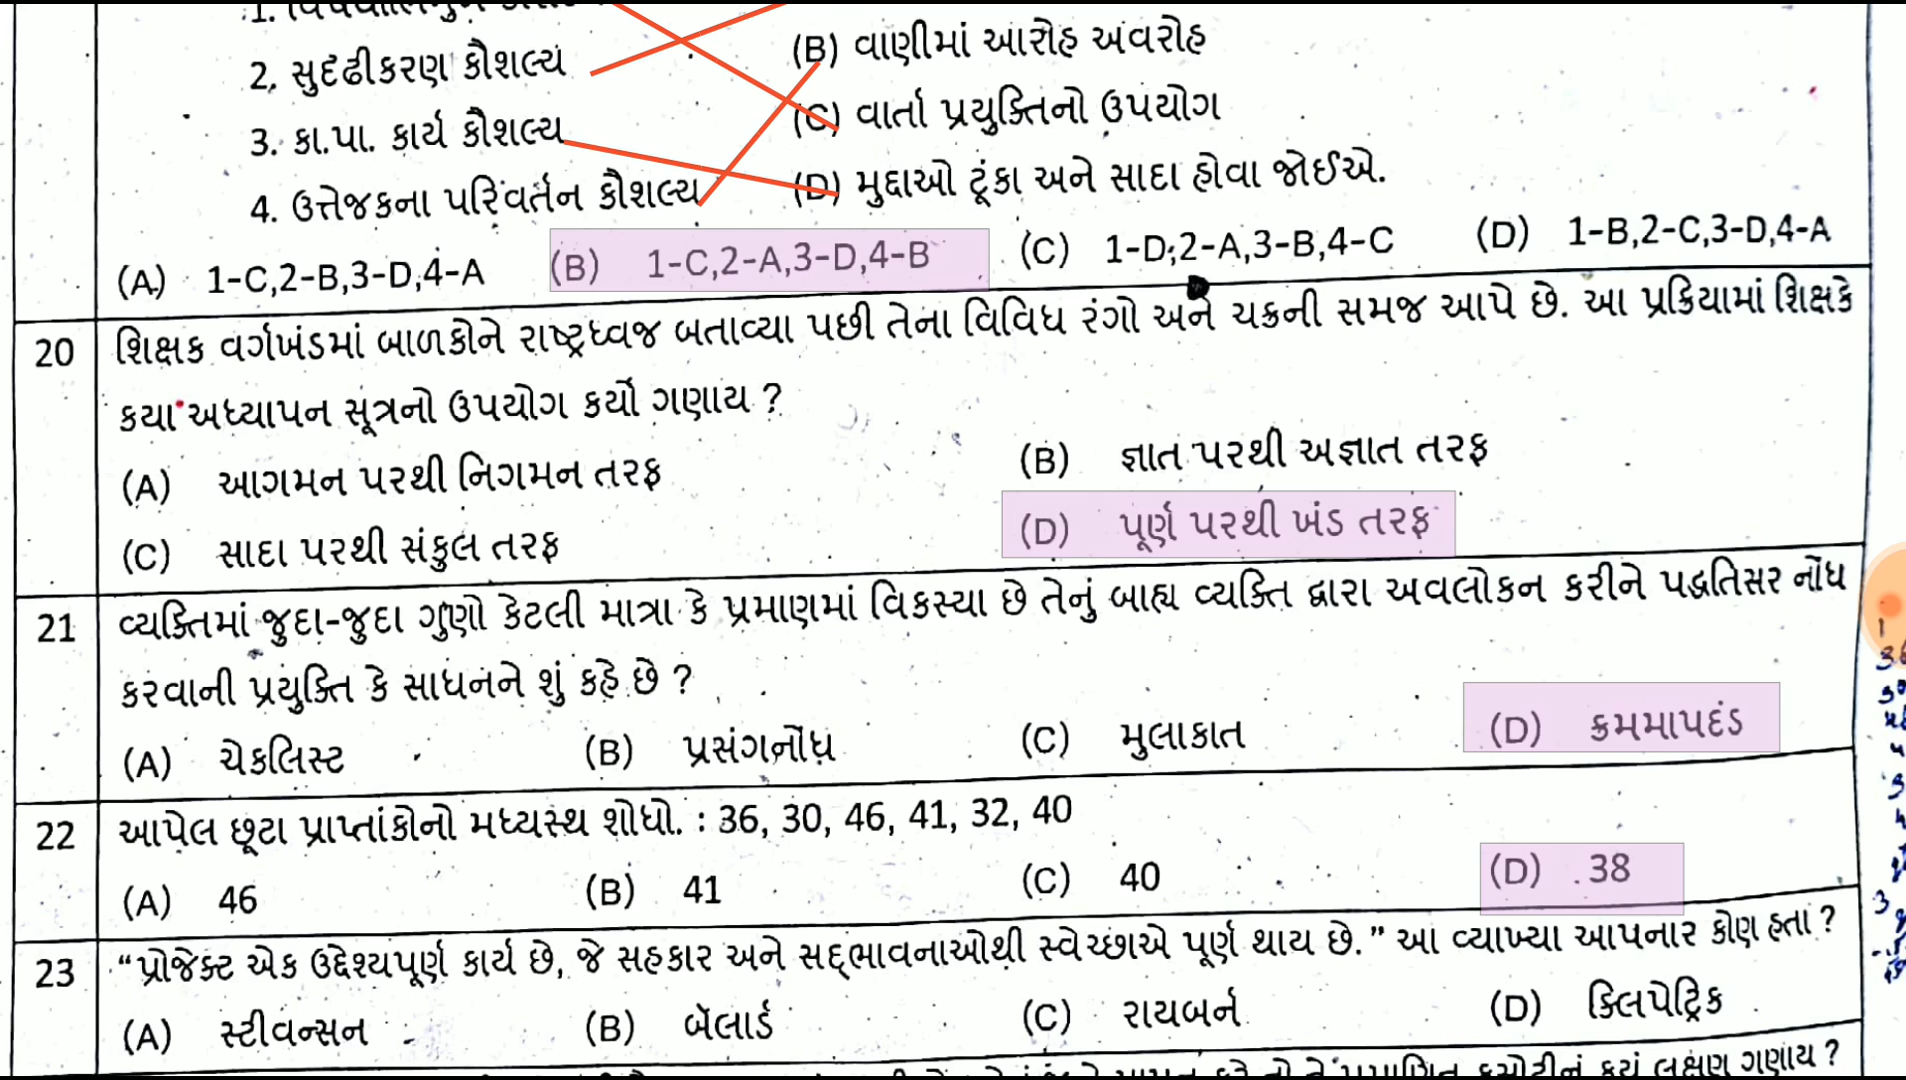 2. સુદૃઢીકરણ કૌશલ્ય
(B) વાણીમાં આરોહ અવરોહ
3. કા.પા. કાર્ય કૌશલ્ય
(C) વાર્તા પ્રયુક્તિનો ઉપયોગ
4. ઉત્તેજકના પરિવર્તન કૌશલ્ય
(D) મુદ્દાઓ ટૂંકા અને સાદા હોવા જોઈએ.
(A) 1-C,2-B,3-D,4-A (B) 1-C,2-A,3-D,4-B (C) 1-D,2-A,3-B,4-C (D) 1-B,2-C,3-D,4-A
20 શિક્ષક વર્ગખંડમાં બાળકોને રાષ્ટ્રધ્વજ બતાવ્યા પછી તેના વિવિધ રંગો અને ચક્રની સમજ આપે છે. આ પ્રક્રિયામાં શિક્ષકે
કયા અધ્યાપન સૂત્રનો ઉપયોગ કર્યો ગણાય ?
(A) આગમન પરથી નિગમન તરફ (B) જ્ઞાત પરથી અજ્ઞાત તરફ
(C) સાદા પરથી સંકુલ તરફ (D) પૂર્ણ પરથી ખંડ તરફ
21 વ્યક્તિમાં જુદા-જુદા ગુણો કેટલી માત્રા કે પ્રમાણમાં વિકસ્યા છે તેનું બાહ્ય વ્યક્તિ દ્વારા અવલોકન કરીને પદ્ધતિસર નોંધ
કરવાની પ્રયુક્તિ કે સાધનને શું કહે છે ?
(A) ચેકલિસ્ટ (B) પ્રસંગનોંધ (C) મુલાકાત (D) ક્રમમાપદંડ
22 આપેલ છૂટા પ્રાપ્તાંકોનો મધ્યસ્થ શોધો. : 36, 30, 46, 41, 32, 40
(A) 46 (B) 41 (C) 40 (D) 38
23 “પ્રોજેક્ટ એક ઉદ્દેશ્યપૂર્ણ કાર્ય છે, જે સહકાર અને સદ્ભાવનાઓથી સ્વેચ્છાએ પૂર્ણ થાય છે.” આ વ્યાખ્યા આપનાર કોણ હતા ?
(A) સ્ટીવન્સન (B) બૅલાર્ડ (C) રાયબર્ન (D) ક્લિપેટ્રિક
લક્ષણ ગણાય ?